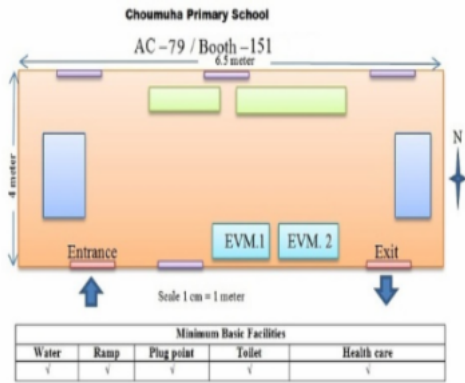 Choumuha Primary School
AC –79 / Booth –151
6.5 meter
4 meter
N
EVM.1 EVM. 2
Entrance Exit
Scale 1 cm = 1 meter
Minimum Basic Facilities
Water Ramp Plug point Toilet Health care
√ √ √ √ √